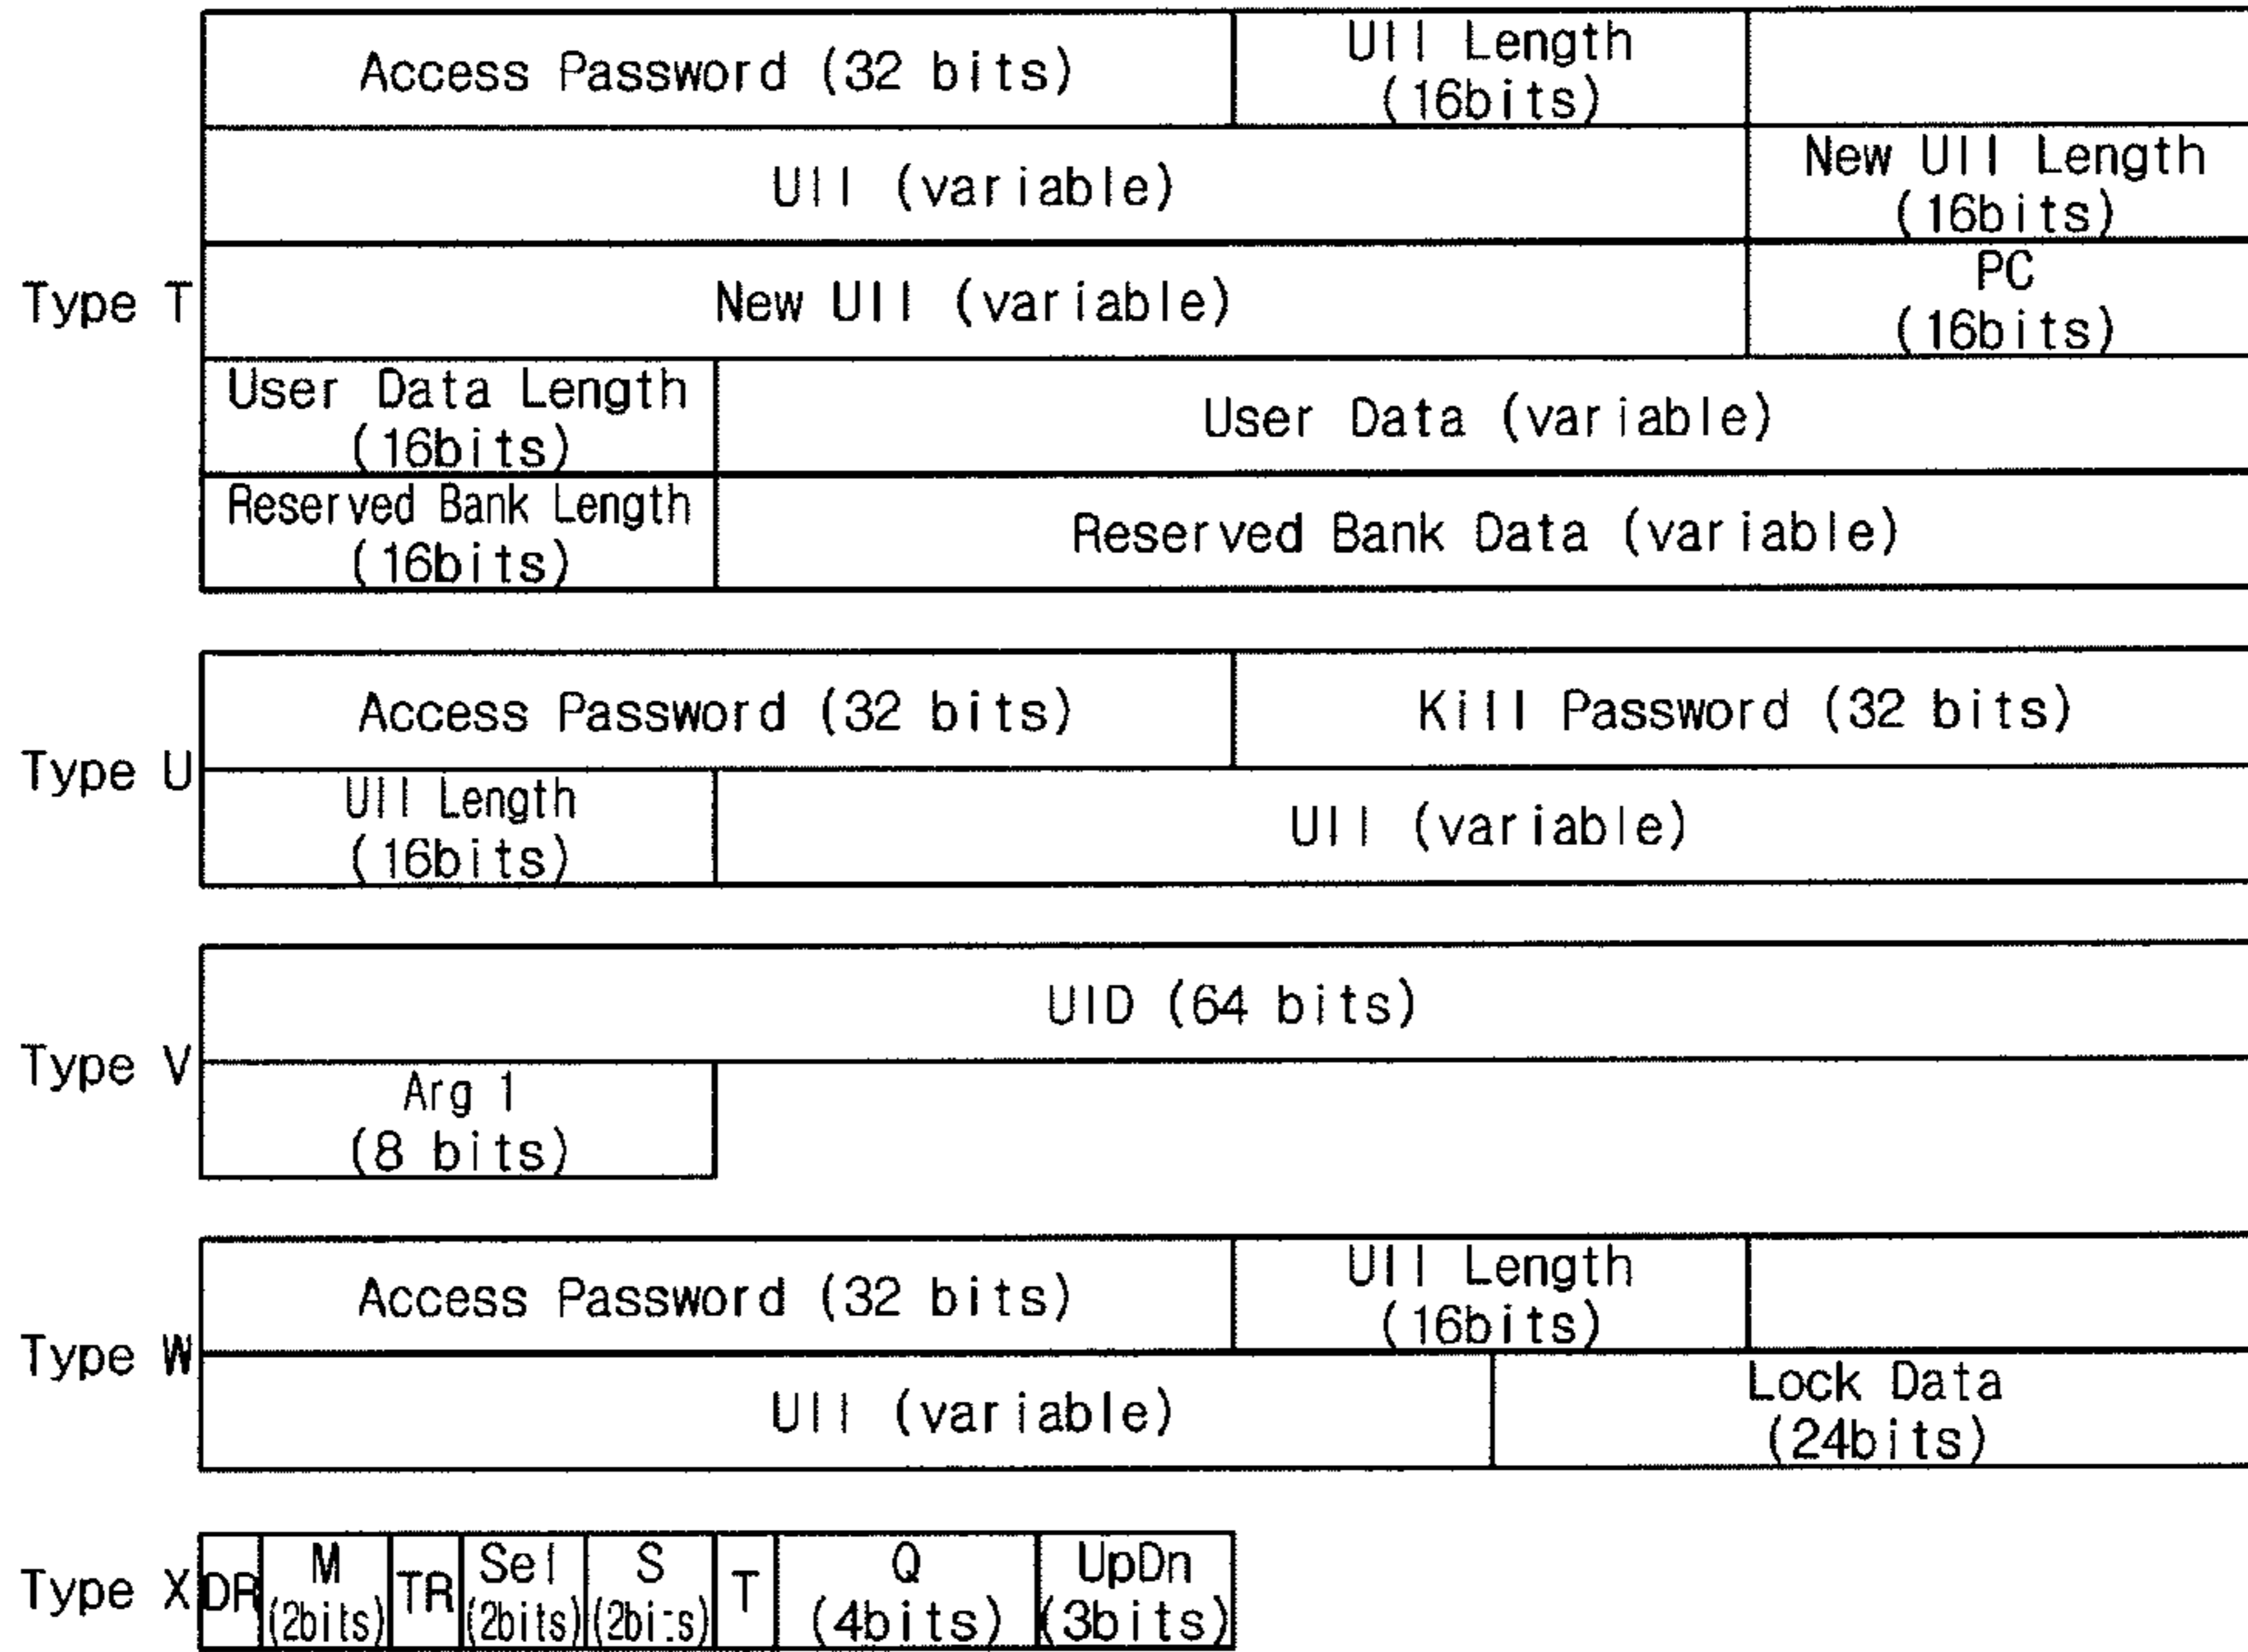 Access Password (32 bits)
UII Length
(16bits)
UII (variable)
New UII Length
(16bits)
Type T
New UII (variable)
PC
(16bits)
User Data Length
(16bits)
User Data (variable)
Reserved Bank Length
(16bits)
Reserved Bank Data (variable)
Type U
Access Password (32 bits)
Kill Password (32 bits)
UII Length
(16bits)
UII (variable)
Type V
UID (64 bits)
Arg 1
(8 bits)
Type W
Access Password (32 bits)
UII Length
(16bits)
UII (variable)
Lock Data
(24bits)
Type X
DR
M
(2bits)
TR
Sel
(2bits)
S
(2bits)
T
Q
(4bits)
UpDn
(3bits)